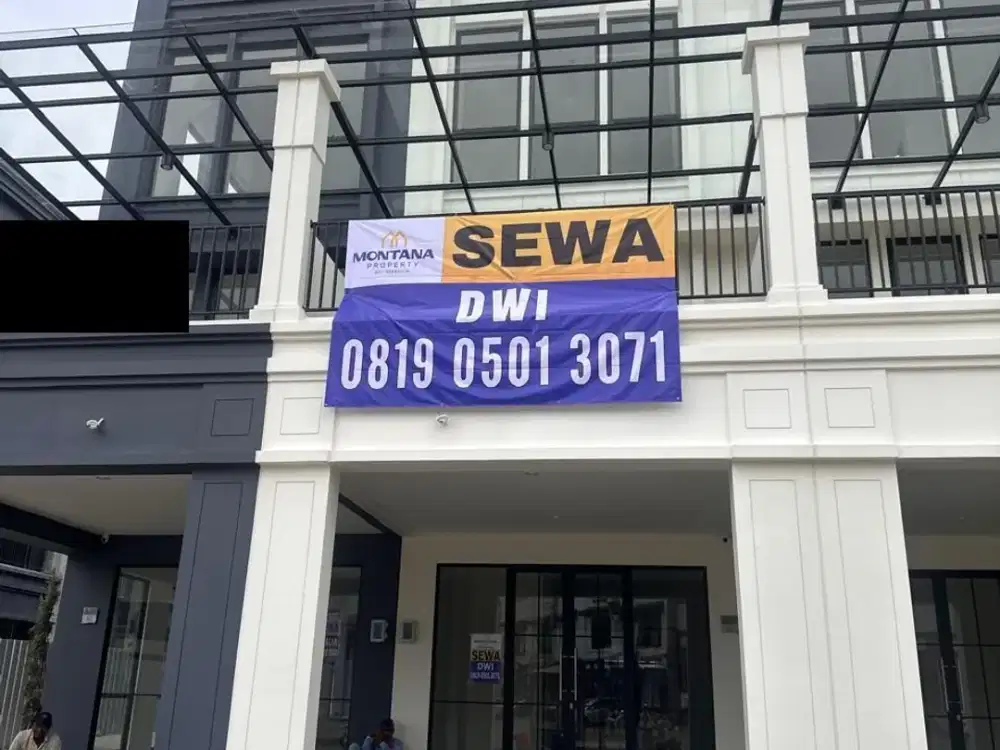 MONTANA
PROPERTY
SEWA
DWI
0819 0501 3071
SEWA
DWI